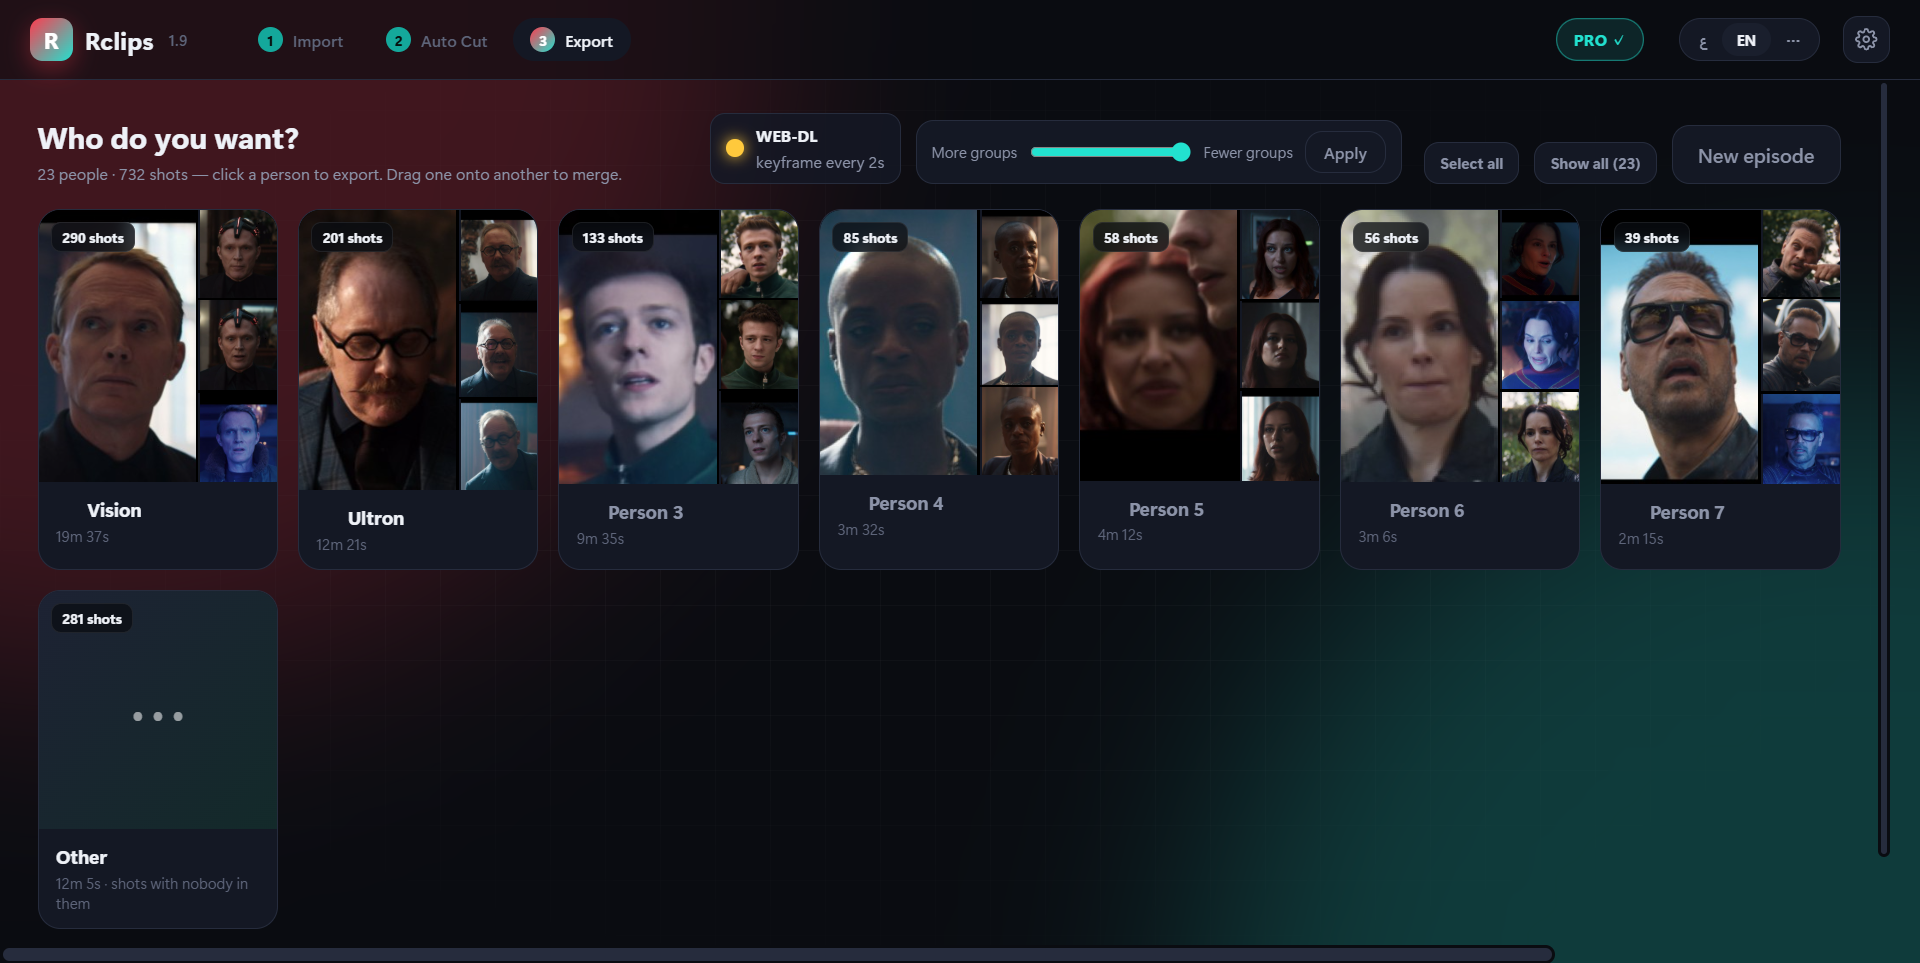 R
Rclips 1.9
1 Import
2 Auto Cut
3 Export
PRO ✓
ع EN ···
Who do you want?
23 people · 732 shots — click a person to export. Drag one onto another to merge.
WEB-DL
keyframe every 2s
More groups
Fewer groups
Apply
Select all
Show all (23)
New episode
290 shots
Vision
19m 37s
201 shots
Ultron
12m 21s
133 shots
Person 3
9m 35s
85 shots
Person 4
3m 32s
58 shots
Person 5
4m 12s
56 shots
Person 6
3m 6s
39 shots
Person 7
2m 15s
281 shots
Other
12m 5s · shots with nobody in
them